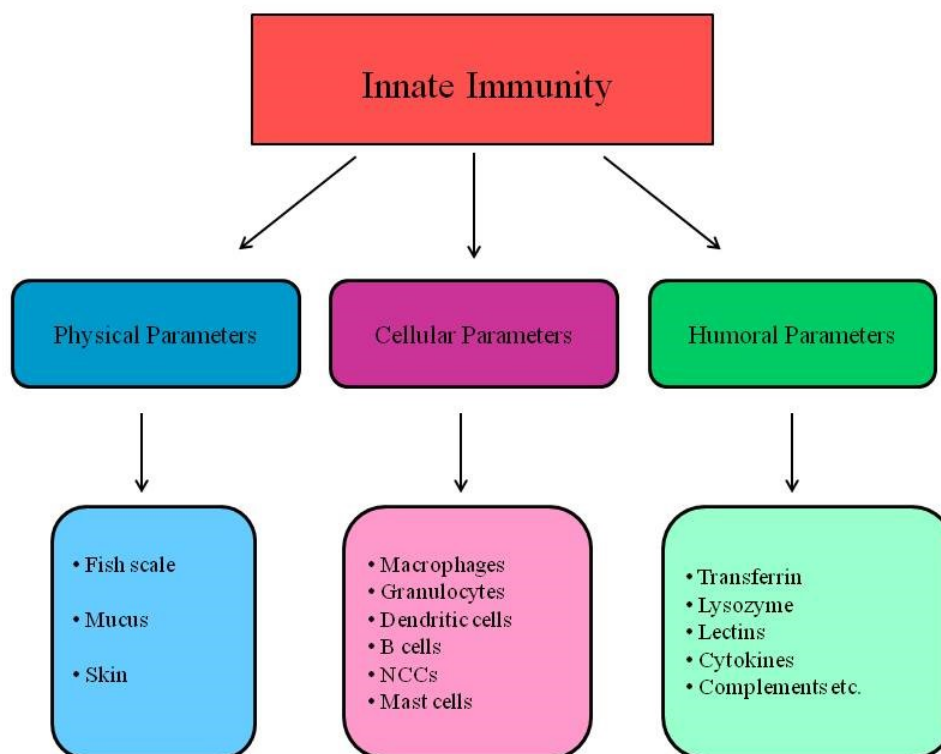 Innate Immunity
Physical Parameters
Cellular Parameters
Humoral Parameters
• Fish scale
• Mucus
• Skin
• Macrophages
• Granulocytes
• Dendritic cells
• B cells
• NCCs
• Mast cells
• Transferrin
• Lysozyme
• Lectins
• Cytokines
• Complements etc.